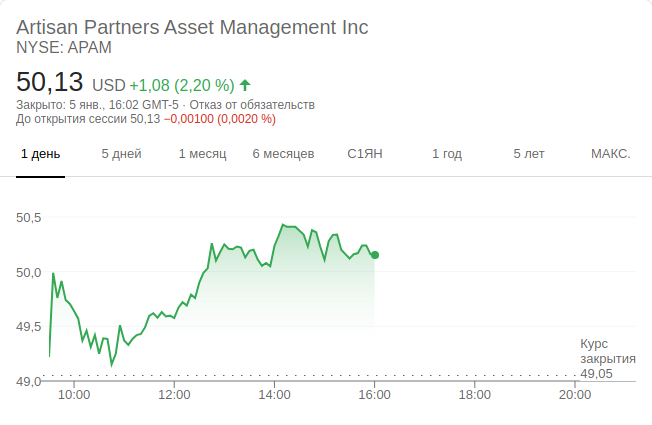 Artisan Partners Asset Management Inc
NYSE: APAM
50,13 USD +1,08 (2,20 %)
Закрыто: 5 янв., 16:02 GMT-5 · Отказ от обязательств
До открытия сессии 50,13 −0,00100 (0,0020 %)
1 день 5 дней 1 месяц 6 месяцев С1ЯН 1 год 5 лет МАКС.
50,5
50,0
49,5
49,0
Курс
закрытия
49,05
10:00 12:00 14:00 16:00 18:00 20:00